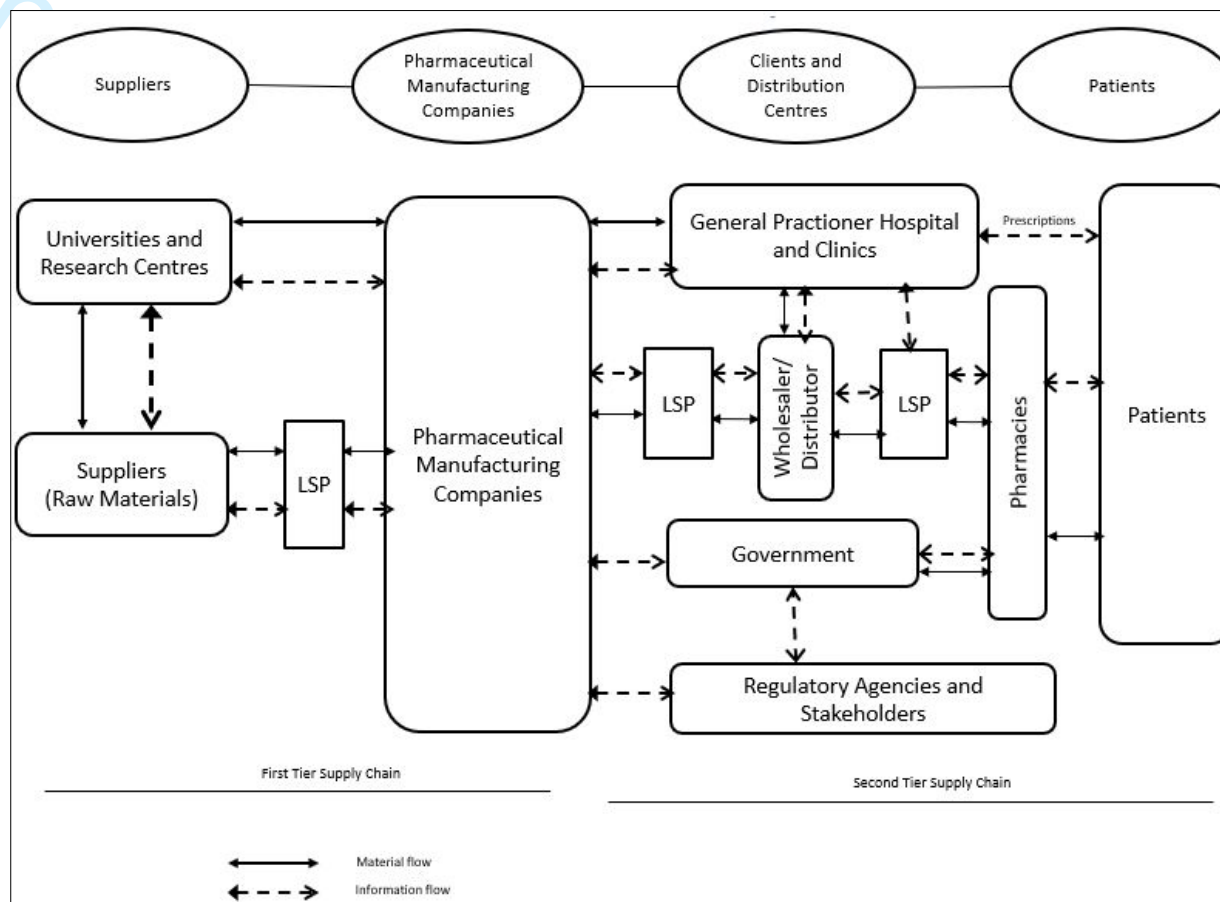 Suppliers
Pharmaceutical
Manufacturing
Companies
Clients and
Distribution
Centres
Patients
Universities and
Research Centres
General Practioner Hospital
and Clinics
Prescriptions
LSP
Wholesaler/
Distributor
LSP
Pharmacies
Patients
Suppliers
(Raw Materials)
LSP
Pharmaceutical
Manufacturing
Companies
Government
Regulatory Agencies and
Stakeholders
First Tier Supply Chain
Second Tier Supply Chain
Material flow
Information flow